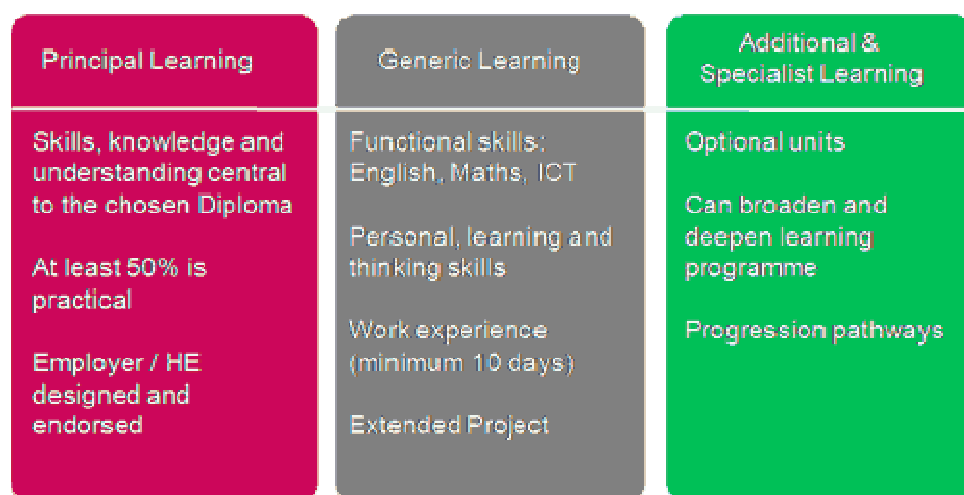 Principal Learning
Skills, knowledge and
understanding central
to the chosen Diploma
At least 50% is
practical
Employer / HE
designed and
endorsed
Generic Learning
Functional skills:
English, Maths, ICT
Personal, learning and
thinking skills
Work experience
(minimum 10 days)
Extended Project
Additional &
Specialist Learning
Optional units
Can broaden and
deepen learning
programme
Progression pathways